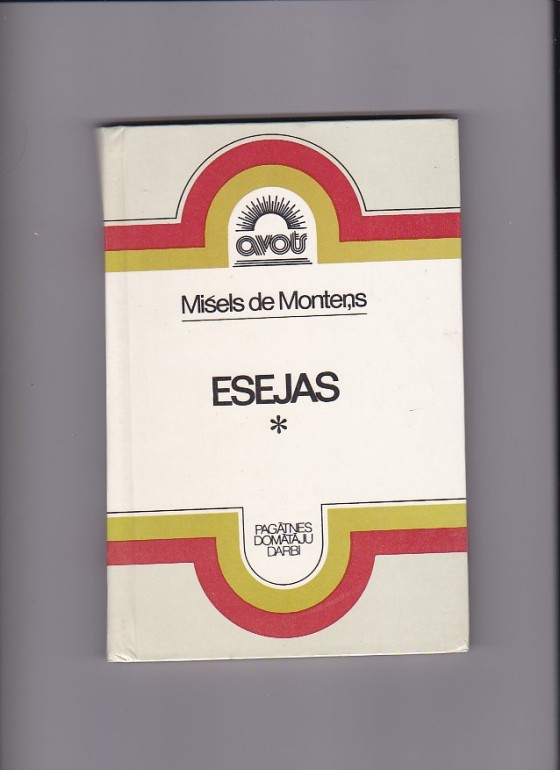 avots
Mišels de Monteņs
ESEJAS
*
PAGĀTNES
DOMĀTĀJU
DARBI